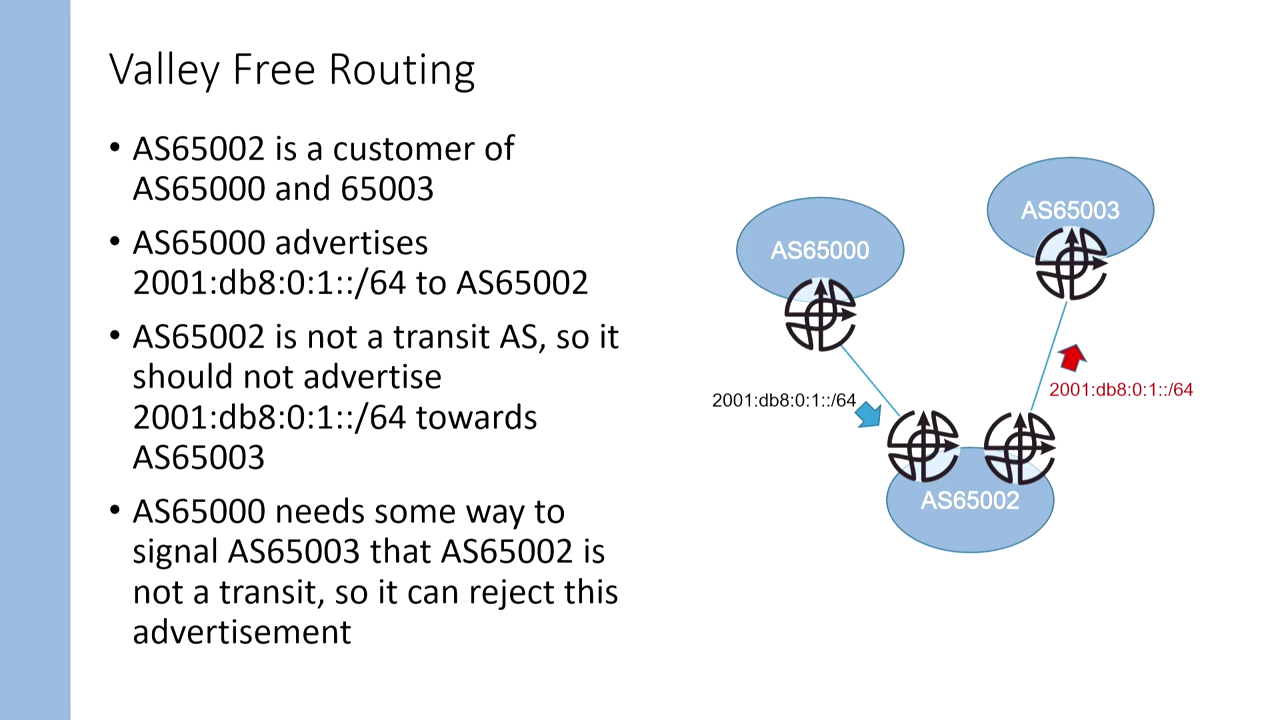 Valley Free Routing
• AS65002 is a customer of
AS65000 and 65003
• AS65000 advertises
2001:db8:0:1::/64 to AS65002
• AS65002 is not a transit AS, so it
should not advertise
2001:db8:0:1::/64 towards
AS65003
• AS65000 needs some way to
signal AS65003 that AS65002 is
not a transit, so it can reject this
advertisement
AS65003
AS65000
2001:db8:0:1::/64
2001:db8:0:1::/64
AS65002